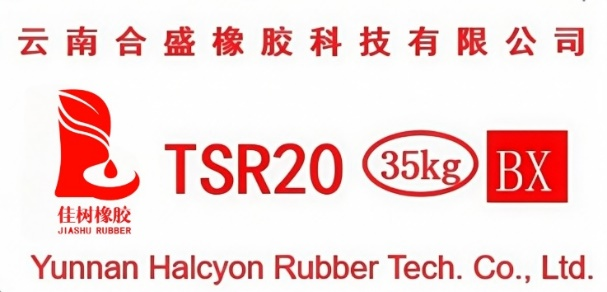 云南合盛橡胶科技有限公司
TSR20 35kg BX
佳树橡胶
JIASHU RUBBER
Yunnan Halcyon Rubber Tech. Co., Ltd.